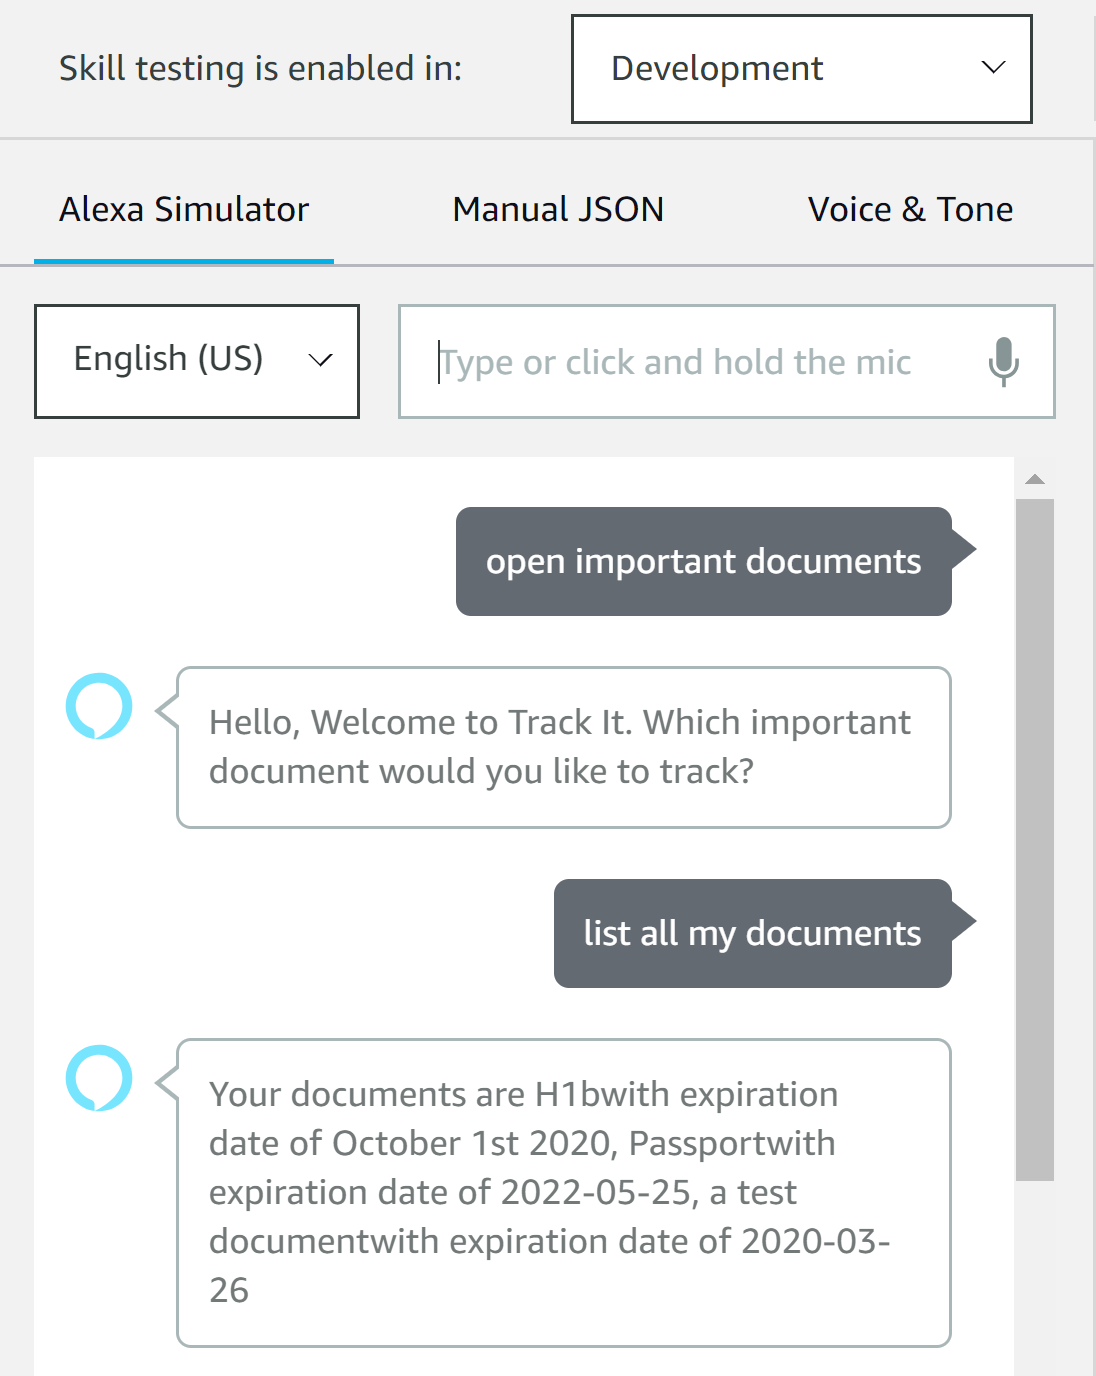 Skill testing is enabled in:
Development
Alexa Simulator
Manual JSON
Voice & Tone
English (US)
Type or click and hold the mic
open important documents
Hello, Welcome to Track It. Which important
document would you like to track?
list all my documents
Your documents are H1bwith expiration
date of October 1st 2020, Passportwith
expiration date of 2022-05-25, a test
documentwith expiration date of 2020-03-
26